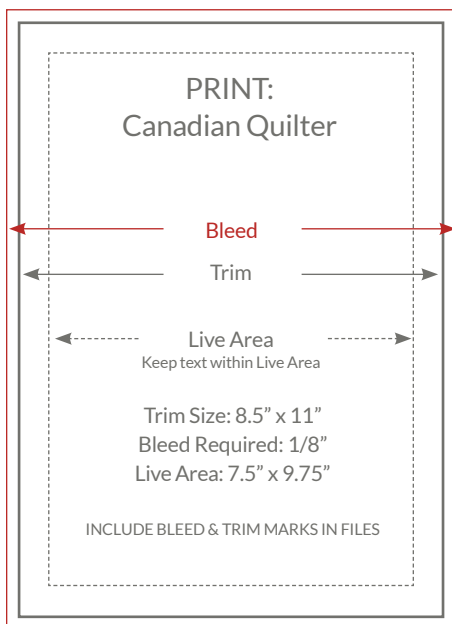 PRINT:
Canadian Quilter
Bleed
Trim
Live Area
Keep text within Live Area
Trim Size: 8.5” x 11”
Bleed Required: 1/8”
Live Area: 7.5” x 9.75”
INCLUDE BLEED & TRIM MARKS IN FILES